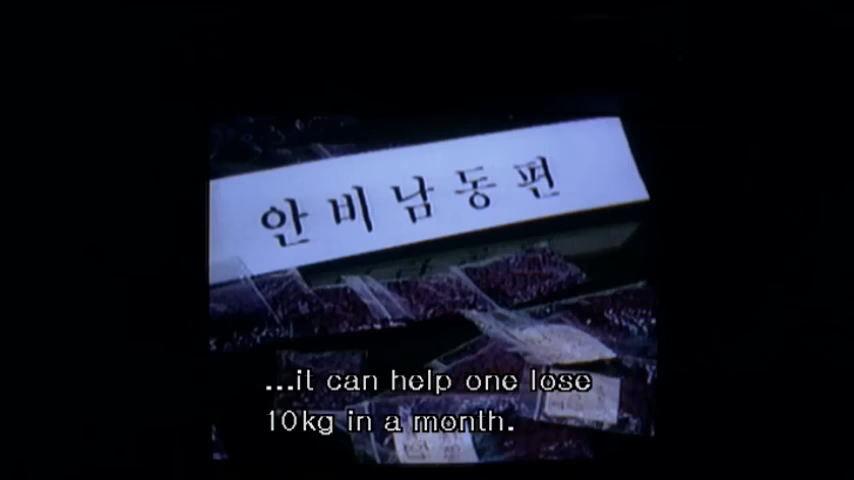 안비남동편
...it can help one lose
10kg in a month.